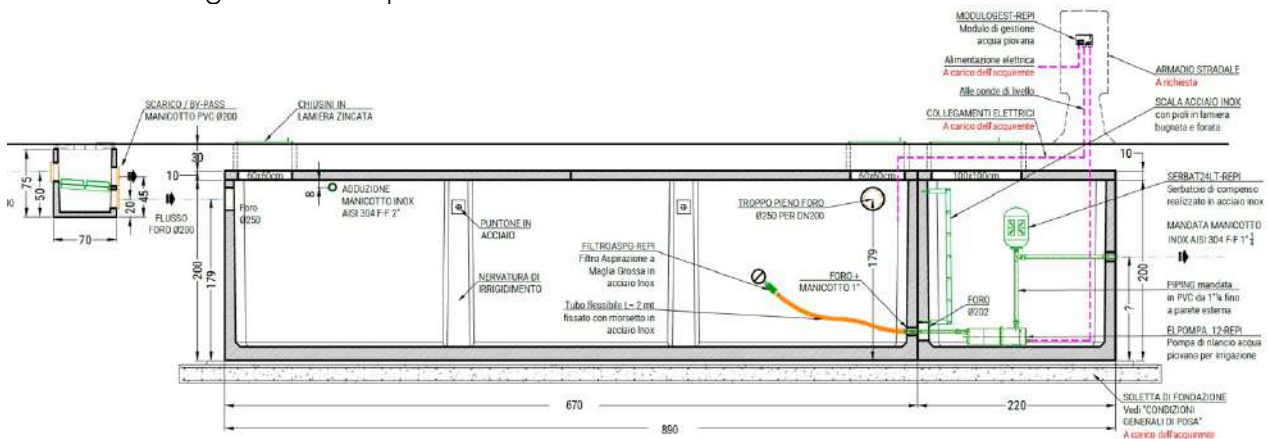 MODULOGEST-REPI
Modulo di gestione
acqua piovana
Alimentazione elettrica
A carico dell'acquirente
ARMADIO STRADALE
A richiesta
Alle sonde di livello
SCARICO / BY-PASS
MANICOTTO PVC Ø200
CHIUSINI IN
LAMIERA ZINCATA
COLLEGAMENTI ELETTRICI
A carico dell'acquirente
SCALA ACCIAIO INOX
con pioli in lamiera
bugnata e forata
30
10
10
75
50
20
45
70
FLUSSO
FORO Ø200
60x60cm
60x60cm
100x100cm
Foro
Ø250
8
ADDUZIONE
MANICOTTO INOX
AISI 304 F-F 2"
PUNTONE IN
ACCIAIO
NERVATURA DI
IRRIGIDIMENTO
TROPPO PIENO FORO
Ø250 PER DN200
SERBAT24LT-REPI
Serbatoio di compenso
realizzato in acciaio inox
MANDATA MANICOTTO
INOX AISI 304 F-F 1"¼
FILTROASPG-REPI
Filtro Aspirazione a
Maglia Grossa in
acciaio Inox
Tubo flessibile L= 2 mt
fissato con morsetto in
acciaio Inox
FORO +
MANICOTTO 1"
FORO
Ø202
200
179
179
?
200
PIPING mandata
in PVC da 1"¼ fino
a parete esterna
ELPOMPA_12-REPI
Pompa di rilancio acqua
piovana per irrigazione
670
220
890
SOLETTA DI FONDAZIONE
Vedi "CONDIZIONI
GENERALI DI POSA"
A carico dell'acquirente